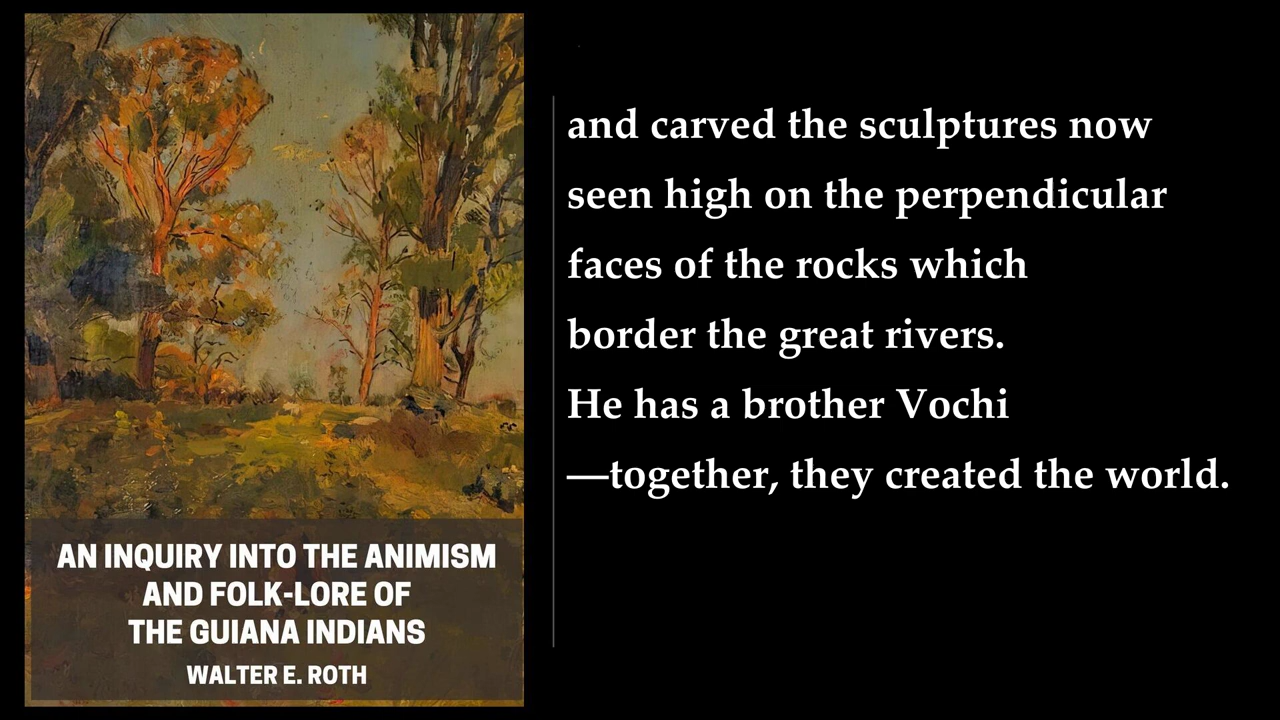 AN INQUIRY INTO THE ANIMISM
AND FOLK-LORE OF
THE GUIANA INDIANS
WALTER E. ROTH
and carved the sculptures now
seen high on the perpendicular
faces of the rocks which
border the great rivers.
He has a brother Vochi
—together, they created the world.